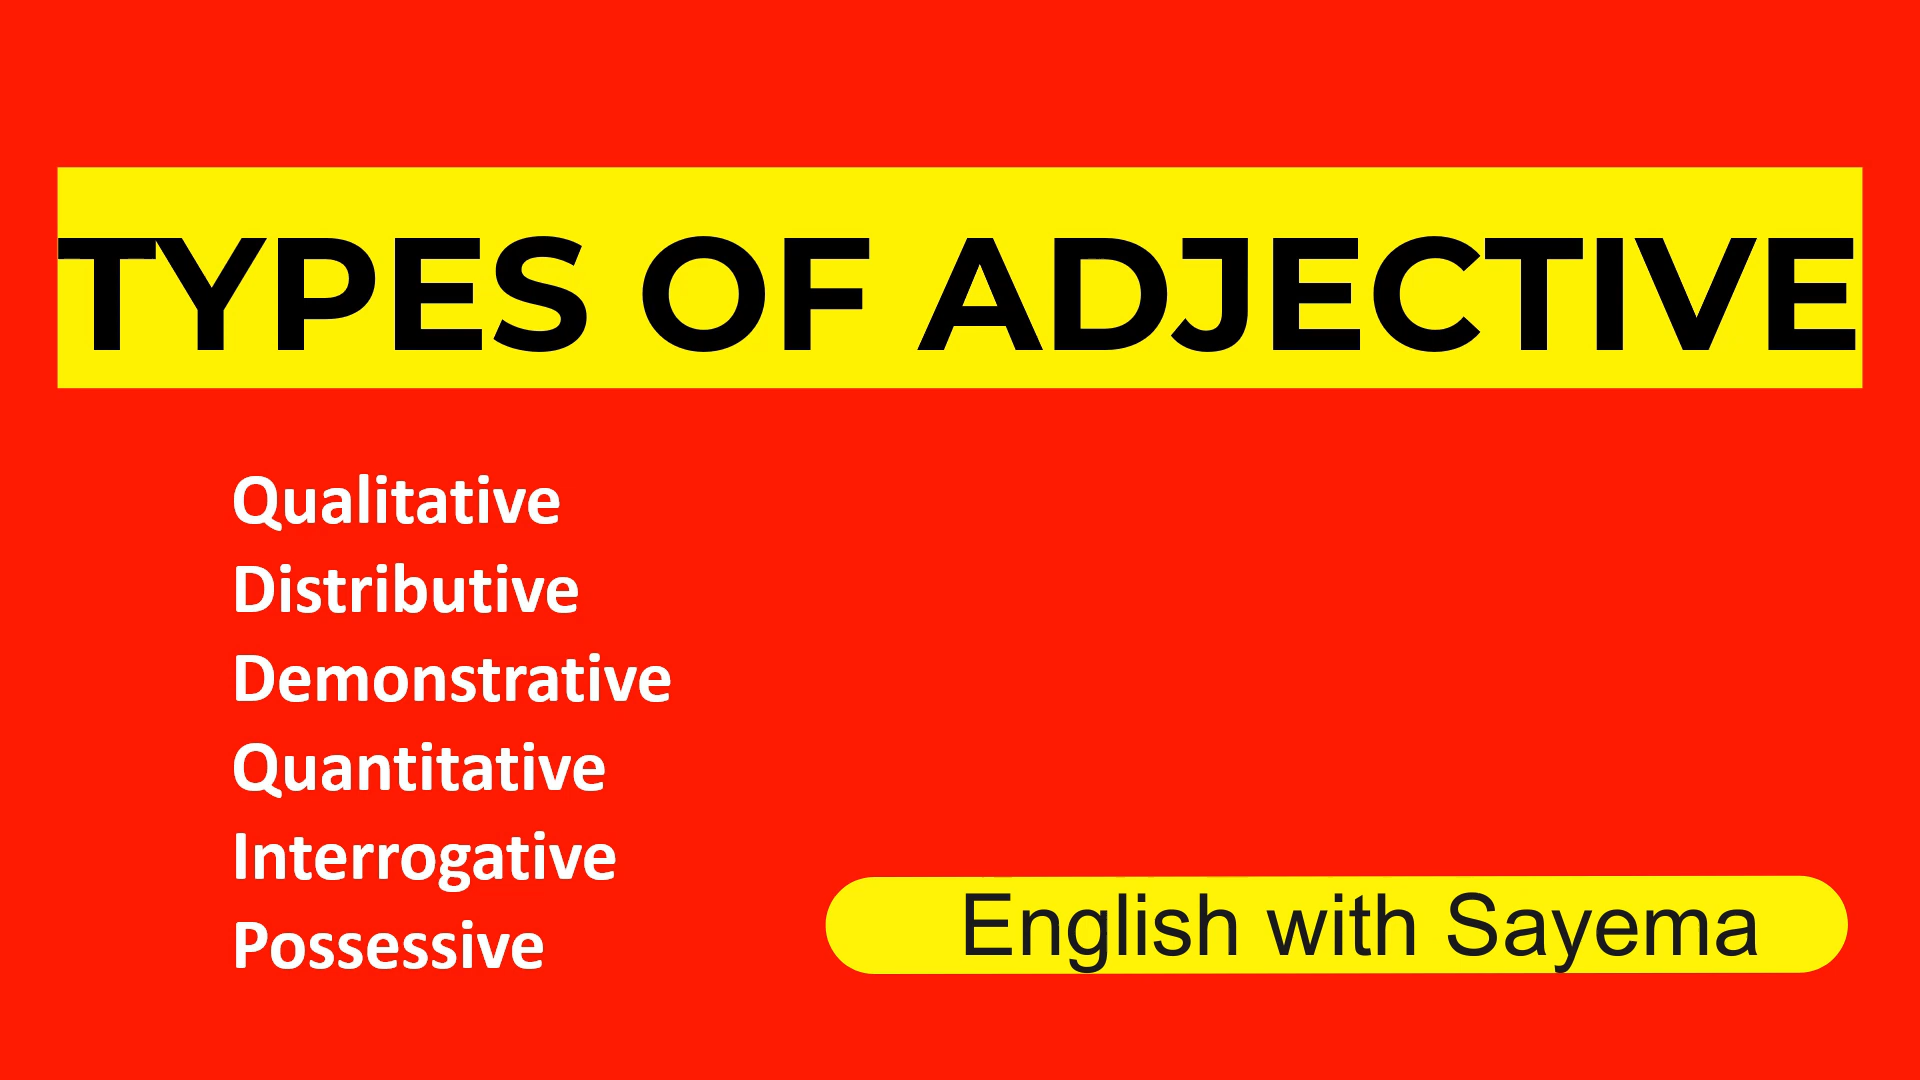 TYPES OF ADJECTIVE
Qualitative
Distributive
Demonstrative
Quantitative
Interrogative
Possessive
English with Sayema